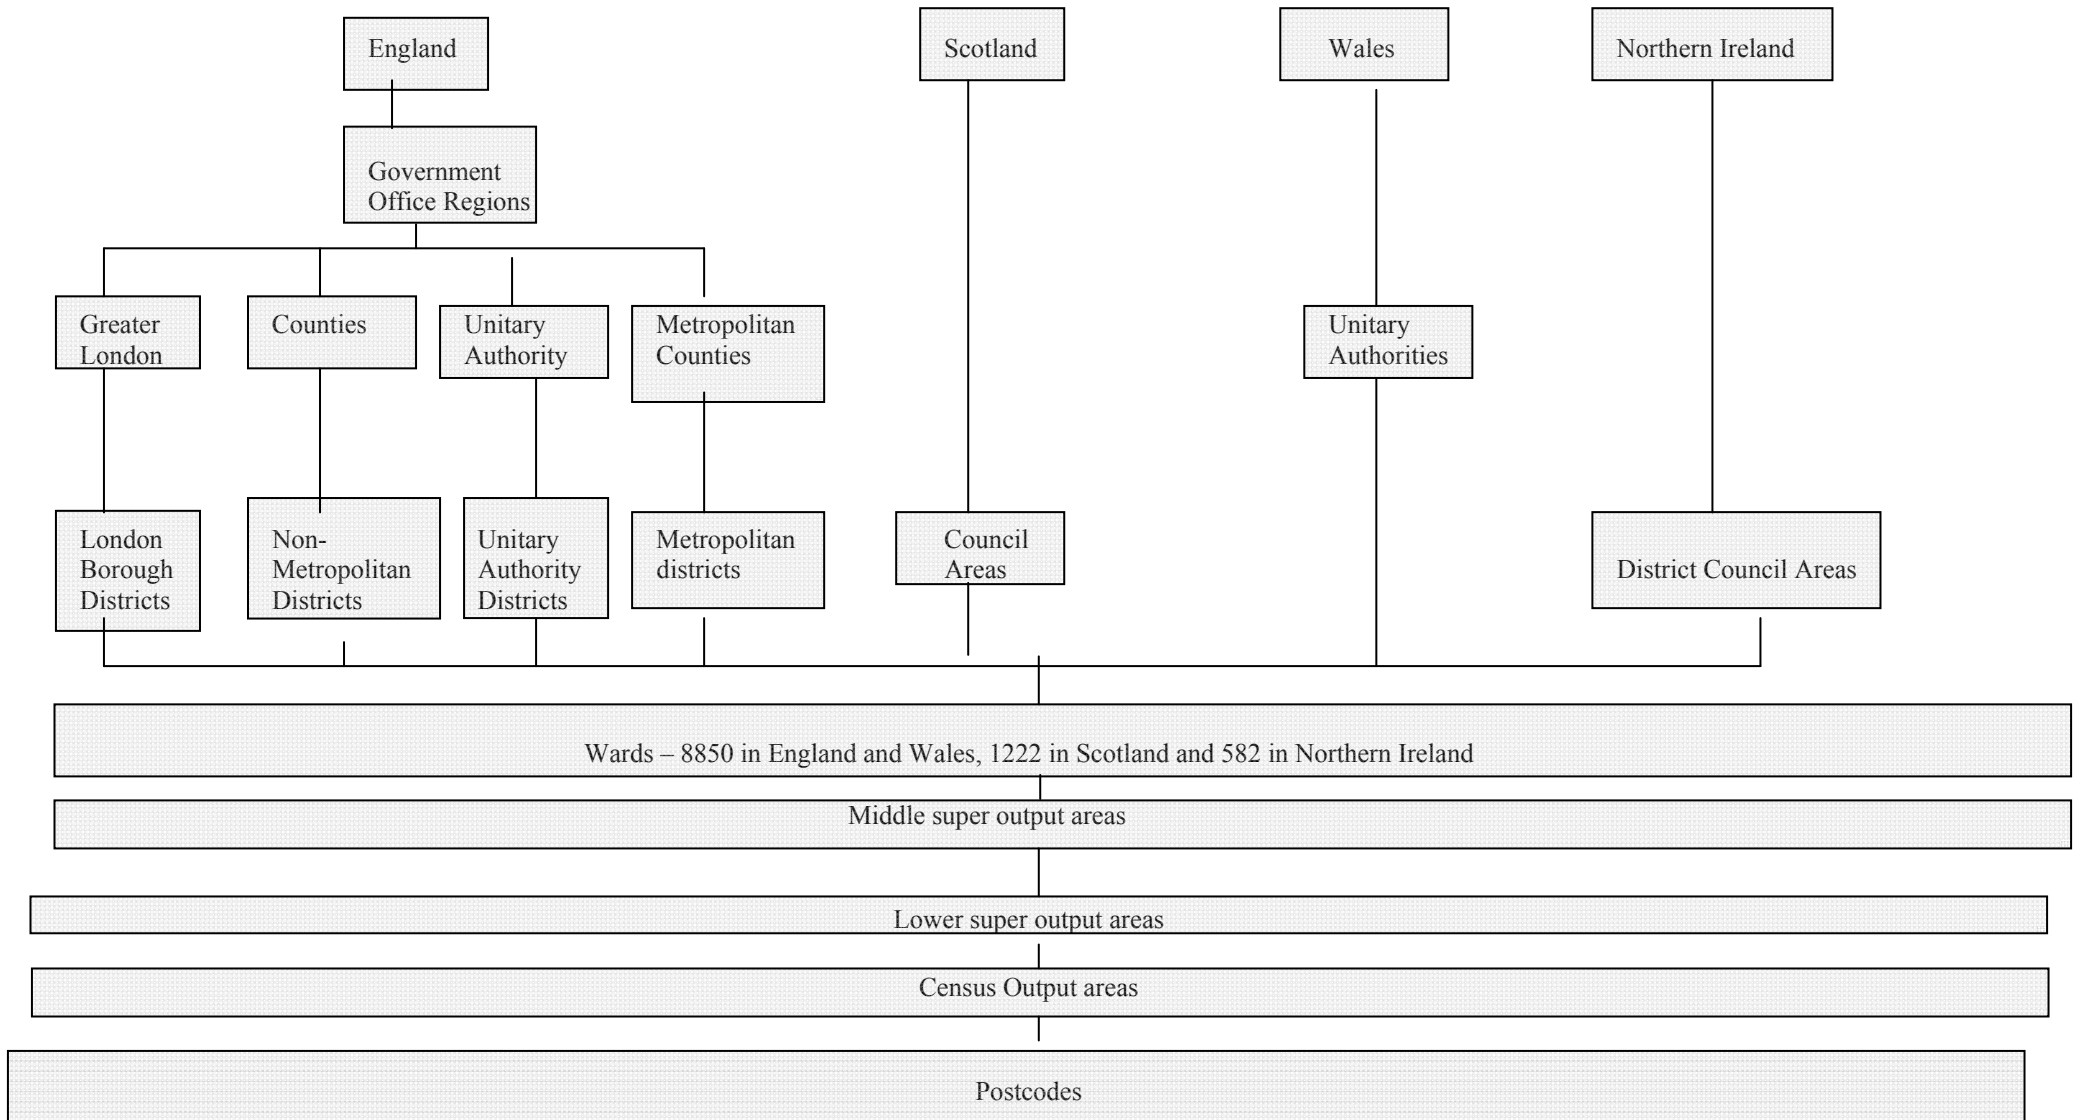 England
Scotland
Wales
Northern Ireland
Government
Office Regions
Greater
London
Counties
Unitary
Authority
Metropolitan
Counties
Unitary
Authorities
London
Borough
Districts
Non-
Metropolitan
Districts
Unitary
Authority
Districts
Metropolitan
districts
Council
Areas
District Council Areas
Wards – 8850 in England and Wales, 1222 in Scotland and 582 in Northern Ireland
Middle super output areas
Lower super output areas
Census Output areas
Postcodes